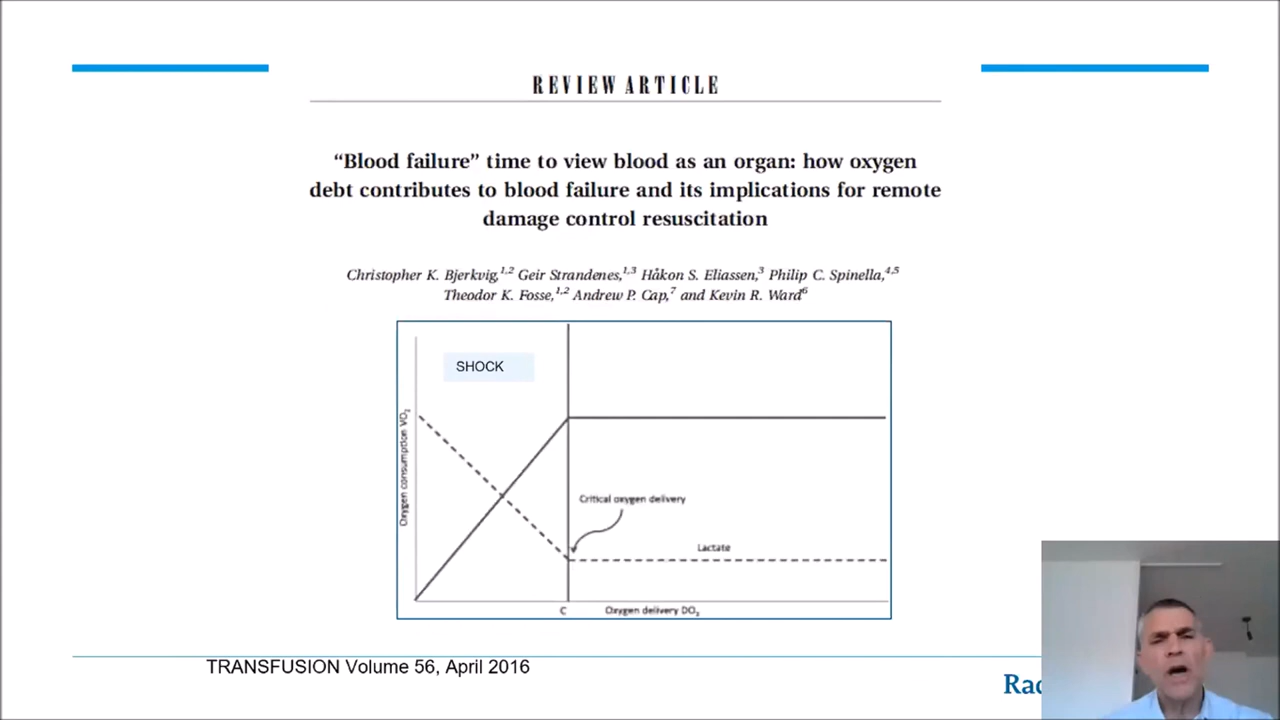 REVIEW ARTICLE
“Blood failure” time to view blood as an organ: how oxygen
debt contributes to blood failure and its implications for remote
damage control resuscitation
Christopher K. Bjerkvig,1,2 Geir Strandenes,1,3 Håkon S. Eliassen,3 Philip C. Spinella,4,5
Theodor K. Fosse,1,2 Andrew P. Cap,7 and Kevin R. Ward6
SHOCK
Oxygen consumption VO2
Critical oxygen delivery
Lactate
C
Oxygen delivery DO2
TRANSFUSION Volume 56, April 2016
Rad